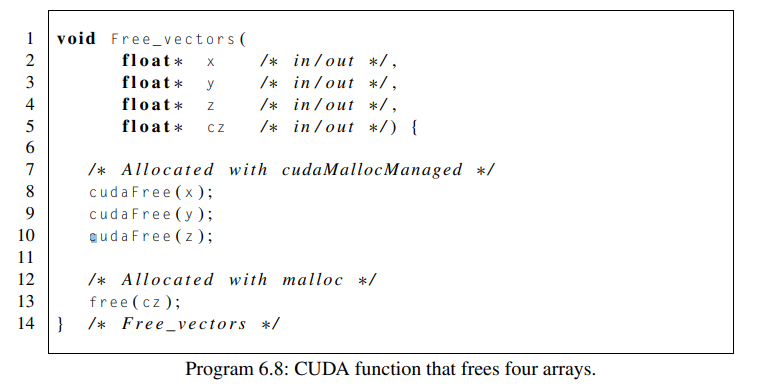 1 void Free_vectors(
2 float* x /* in/out */,
3 float* y /* in/out */,
4 float* z /* in/out */,
5 float* cz /* in/out */) {
6
7 /* Allocated with cudaMallocManaged */
8 cudaFree(x);
9 cudaFree(y);
10 cudaFree(z);
11
12 /* Allocated with malloc */
13 free(cz);
14 } /* Free_vectors */
Program 6.8: CUDA function that frees four arrays.